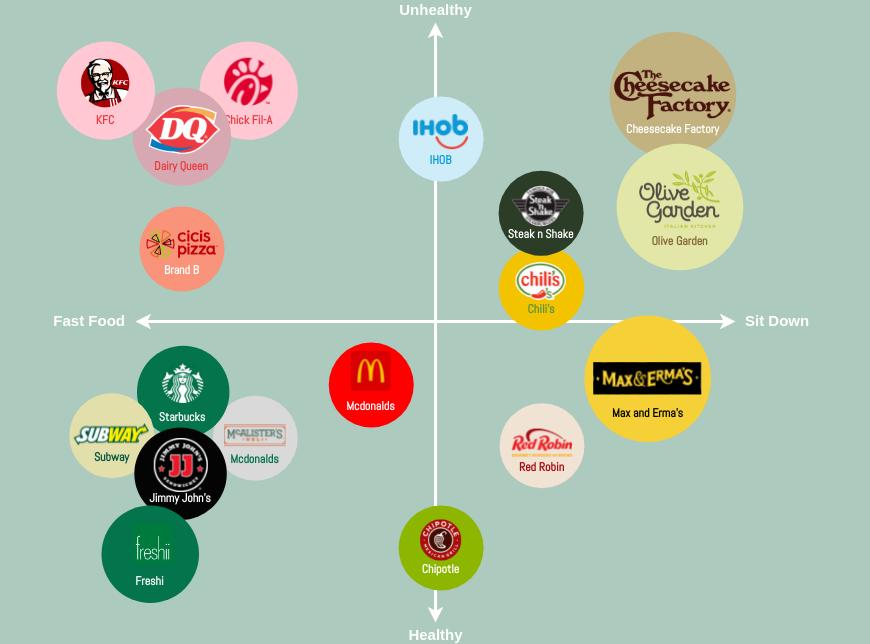 Unhealthy
KFC
KFC
Chick Fil-A
DQ
Dairy Queen
The
Cheesecake
Factory
Cheesecake Factory
IHOb
IHOB
Olive
Garden
ITALIAN KITCHEN
Olive Garden
Steak
n
Shake
Steak n Shake
cicis
pizza
Brand B
chili's
Chili's
Fast Food
Sit Down
Mcdonalds
MAX & ERMA'S
Max and Erma's
Starbucks
SUBWAY
Subway
McALISTER'S
DELI
Mcdonalds
JIMMY JOHN'S
JJ
SANDWICHES
Jimmy John's
Red Robin
Red Robin
freshii
Freshi
CHIPOTLE
MEXICAN GRILL
Chipotle
Healthy